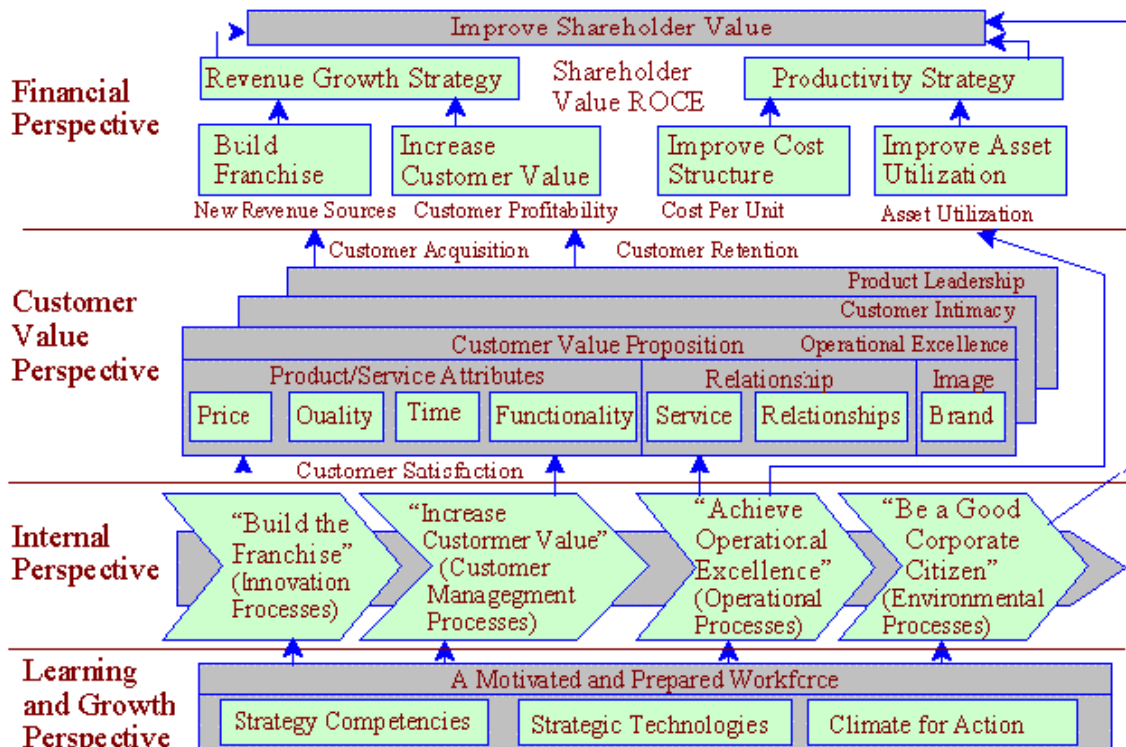 Improve Shareholder Value
Financial
Perspective
Revenue Growth Strategy
Shareholder
Value ROCE
Productivity Strategy
Build
Franchise
Increase
Customer Value
Improve Cost
Structure
Improve Asset
Utilization
New Revenue Sources
Customer Profitability
Cost Per Unit
Asset Utilization
Customer Acquisition
Customer Retention
Customer
Value
Perspective
Product Leadership
Customer Intimacy
Customer Value Proposition
Operational Excellence
Product/Service Attributes
Relationship
Image
Price
Ouality
Time
Functionality
Service
Relationships
Brand
Customer Satisfaction
Internal
Perspective
“Build the
Franchise”
(Innovation
Frocesses)
“Increase
Custormer Value”
(Customer
Managegment
Processes)
“Achieve
Operational
Excellence”
(Operational
Processes)
“Be a Good
Corporate
Citizen”
(Environmental
Processes)
Learning
and Growth
Perspective
A Motivated and Prepared Workforce
Strategy Competencies
Strategic Technologies
Climate for Action